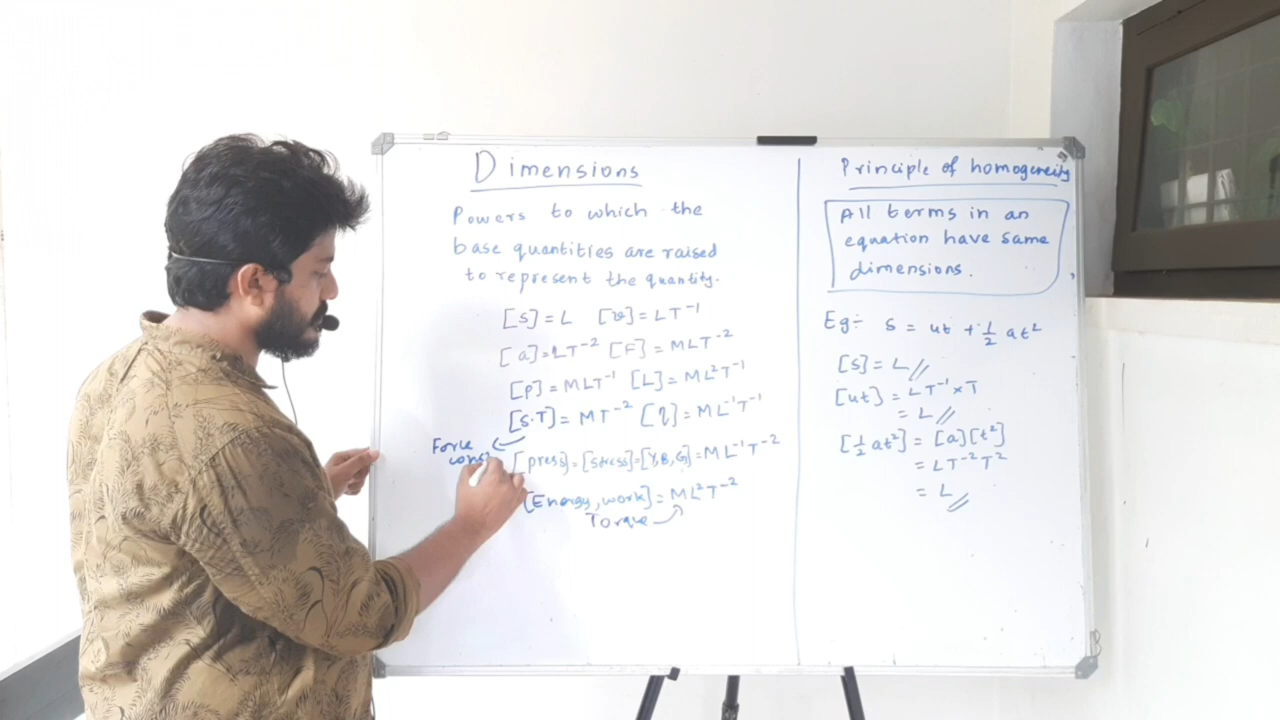 Dimensions
Powers to which the
base quantities are raised
to represent the quantity.
[s] = L [v] = LT⁻¹
[a] = LT⁻² [F] = MLT⁻²
[p] = MLT⁻¹ [L] = ML²T⁻¹
[S.T] = MT⁻² [η] = ML⁻¹T⁻¹
Force
cons
[press] = [stress] = [Y, B, G] = ML⁻¹T⁻²
[Energy, work] = ML²T⁻²
Torque
Principle of homogeneity
All terms in an
equation have same
dimensions.
Eg:- s = ut + ½ at²
[s] = L //
[ut] = LT⁻¹ × T
= L //
[½ at²] = [a][t²]
= LT⁻²T²
= L //